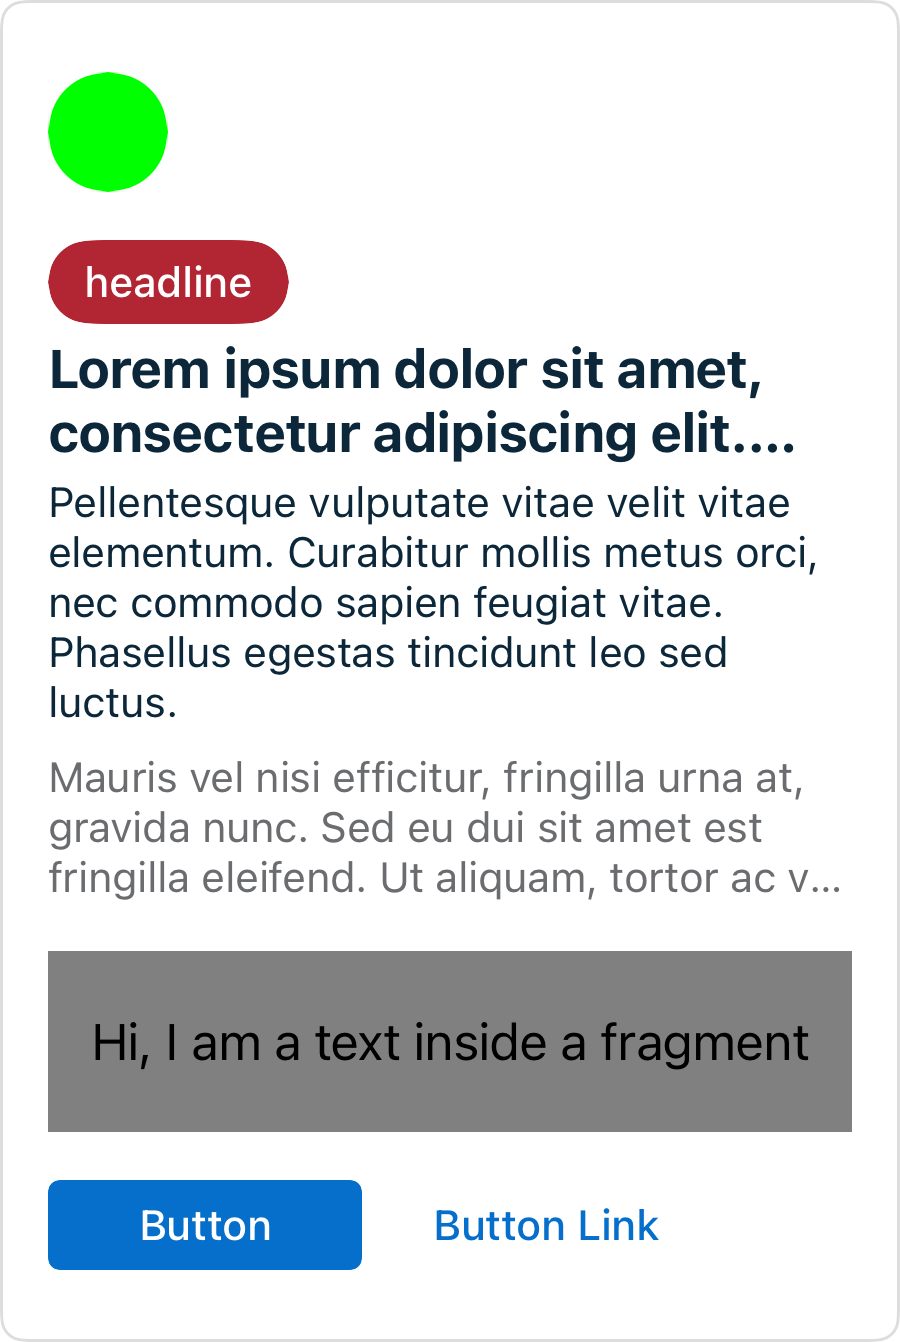 headline
Lorem ipsum dolor sit amet,
consectetur adipiscing elit....
Pellentesque vulputate vitae velit vitae
elementum. Curabitur mollis metus orci,
nec commodo sapien feugiat vitae.
Phasellus egestas tincidunt leo sed
luctus.
Mauris vel nisi efficitur, fringilla urna at,
gravida nunc. Sed eu dui sit amet est
fringilla eleifend. Ut aliquam, tortor ac v...
Hi, I am a text inside a fragment
Button
Button Link